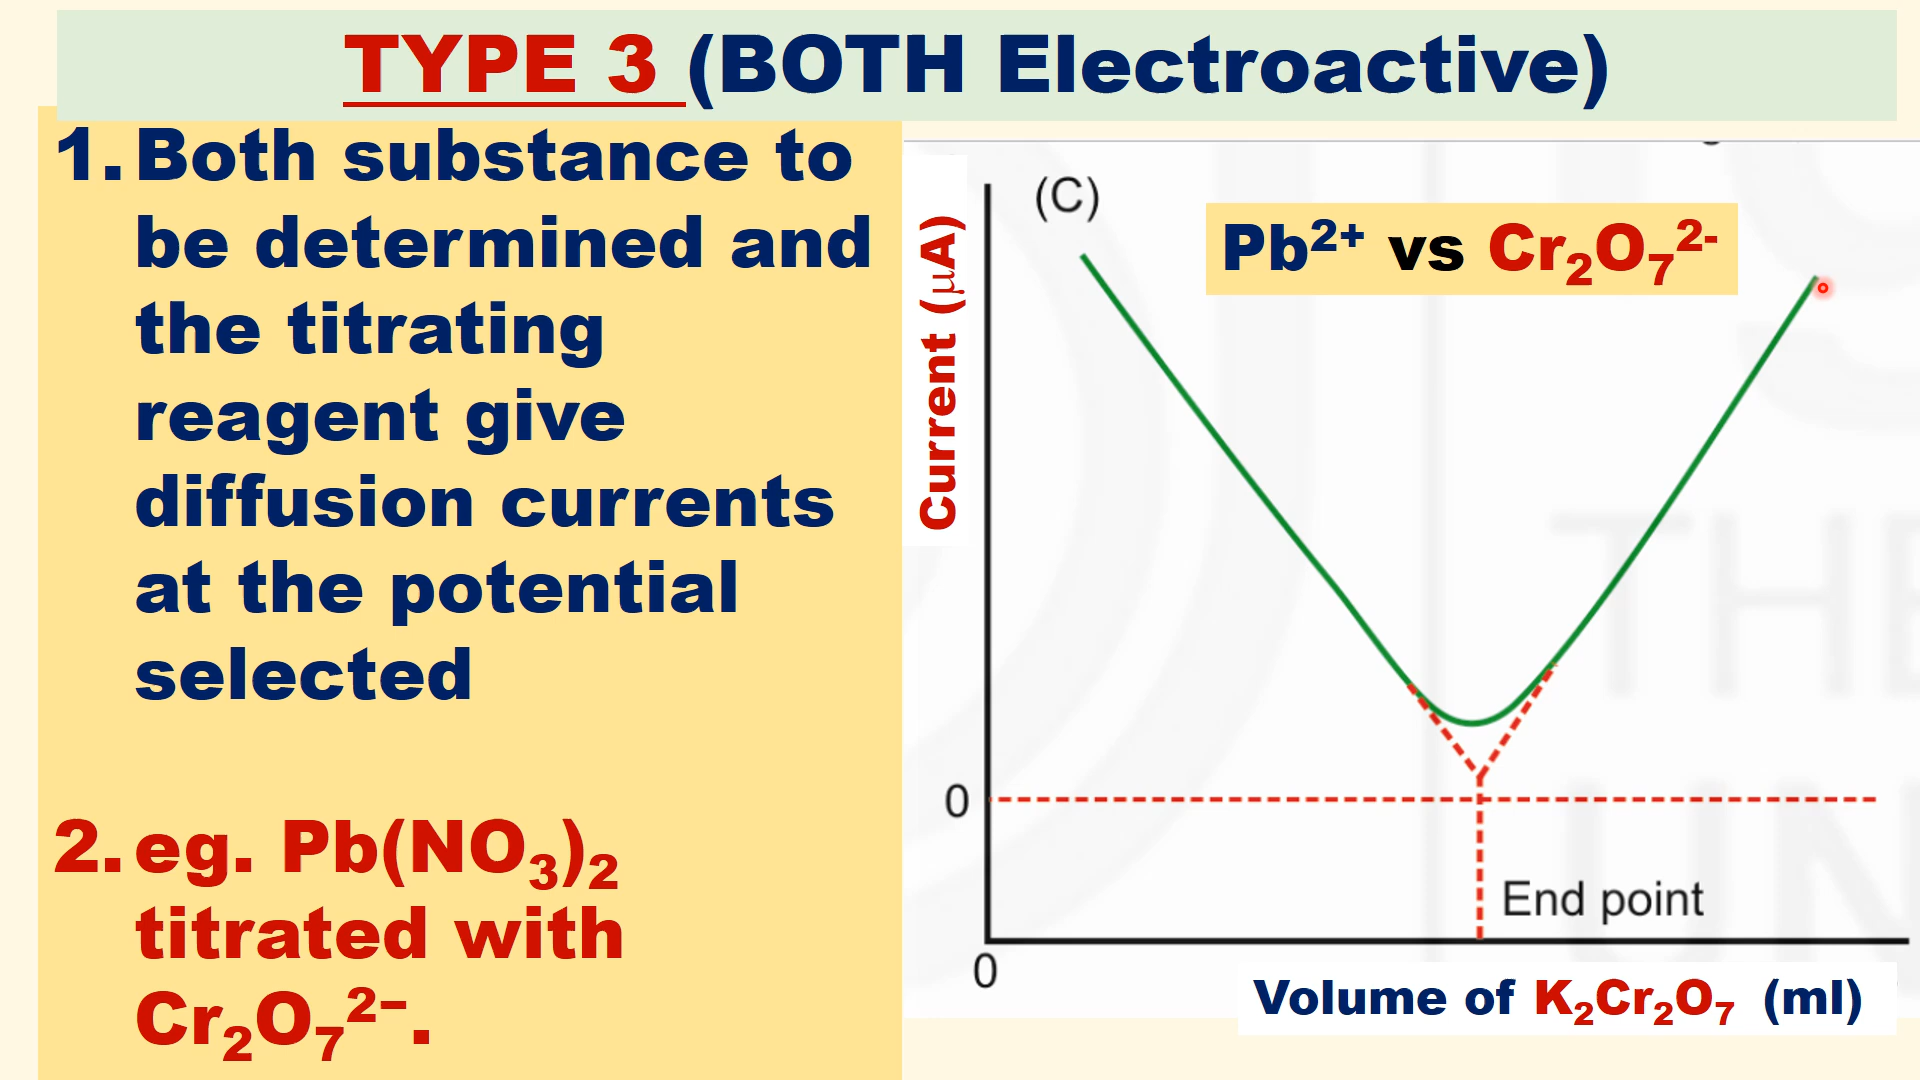 TYPE 3 (BOTH Electroactive)
1. Both substance to
be determined and
the titrating
reagent give
diffusion currents
at the potential
selected
2. eg. Pb(NO₃)₂
titrated with
Cr₂O₇²⁻.
(C)
Pb²⁺ vs Cr₂O₇²⁻
Current (µA)
0
End point
0
Volume of K₂Cr₂O₇ (ml)
THE
UN